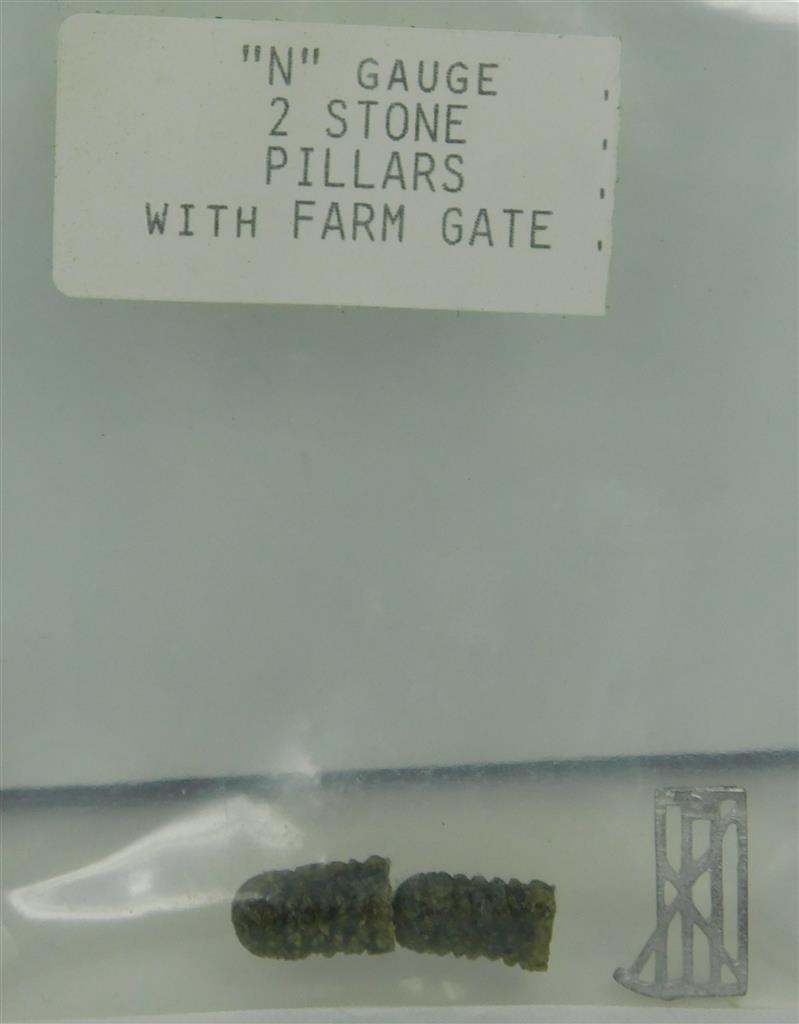 "N" GAUGE
2 STONE
PILLARS
WITH FARM GATE